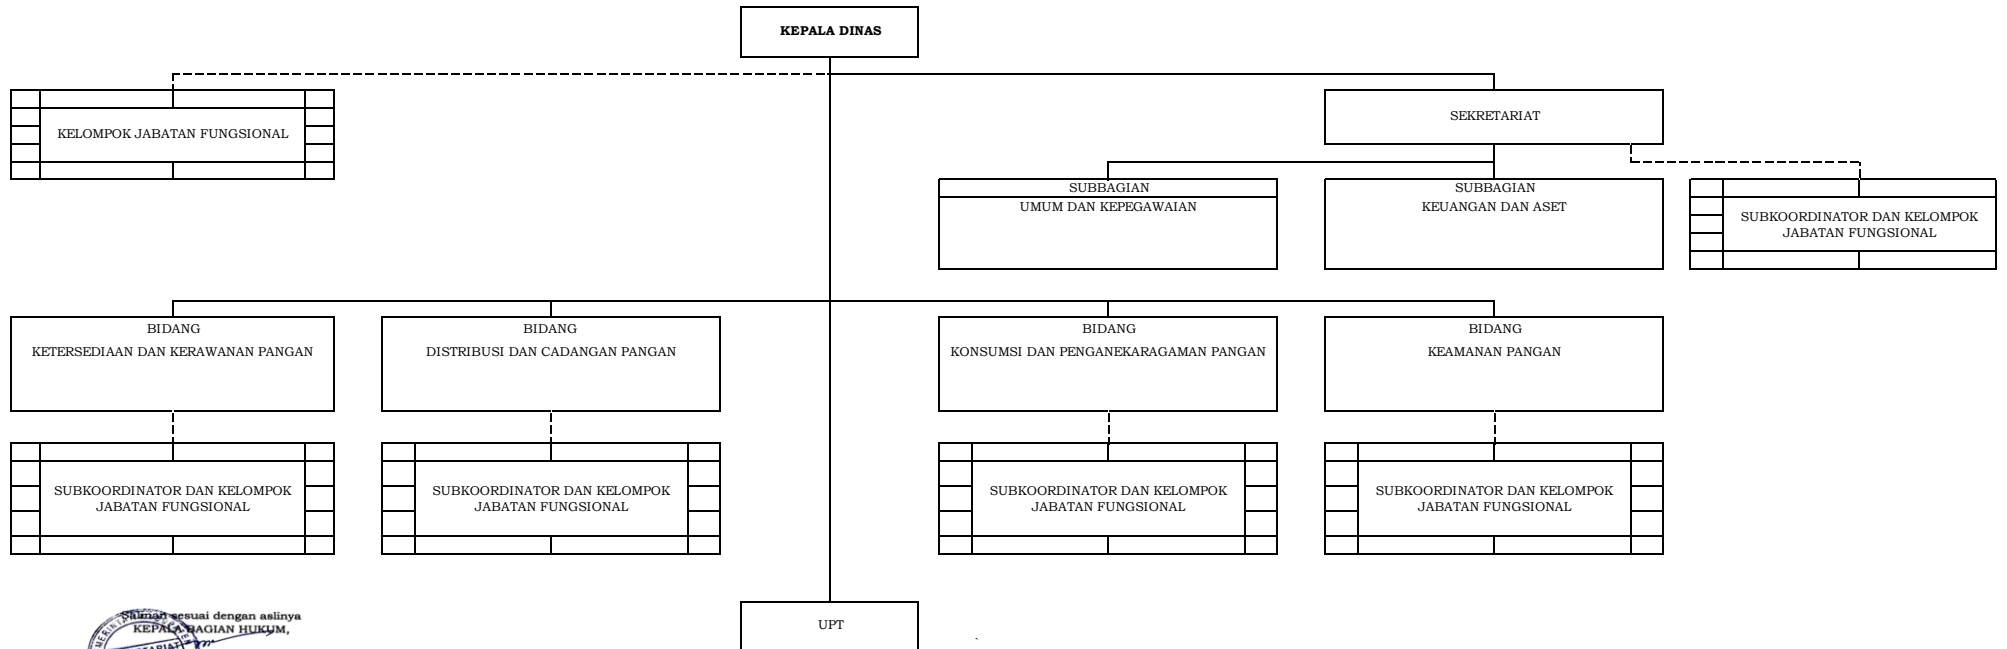 KEPALA DINAS
KELOMPOK JABATAN FUNGSIONAL
SEKRETARIAT
SUBBAGIAN
UMUM DAN KEPEGAWAIAN
SUBBAGIAN
KEUANGAN DAN ASET
SUBKOORDINATOR DAN KELOMPOK
JABATAN FUNGSIONAL
BIDANG
KETERSEDIAAN DAN KERAWANAN PANGAN
BIDANG
DISTRIBUSI DAN CADANGAN PANGAN
BIDANG
KONSUMSI DAN PENGANEKARAGAMAN PANGAN
BIDANG
KEAMANAN PANGAN
SUBKOORDINATOR DAN KELOMPOK
JABATAN FUNGSIONAL
SUBKOORDINATOR DAN KELOMPOK
JABATAN FUNGSIONAL
SUBKOORDINATOR DAN KELOMPOK
JABATAN FUNGSIONAL
SUBKOORDINATOR DAN KELOMPOK
JABATAN FUNGSIONAL
UPT
Salinan sesuai dengan aslinya
KEPALA BAGIAN HUKUM,